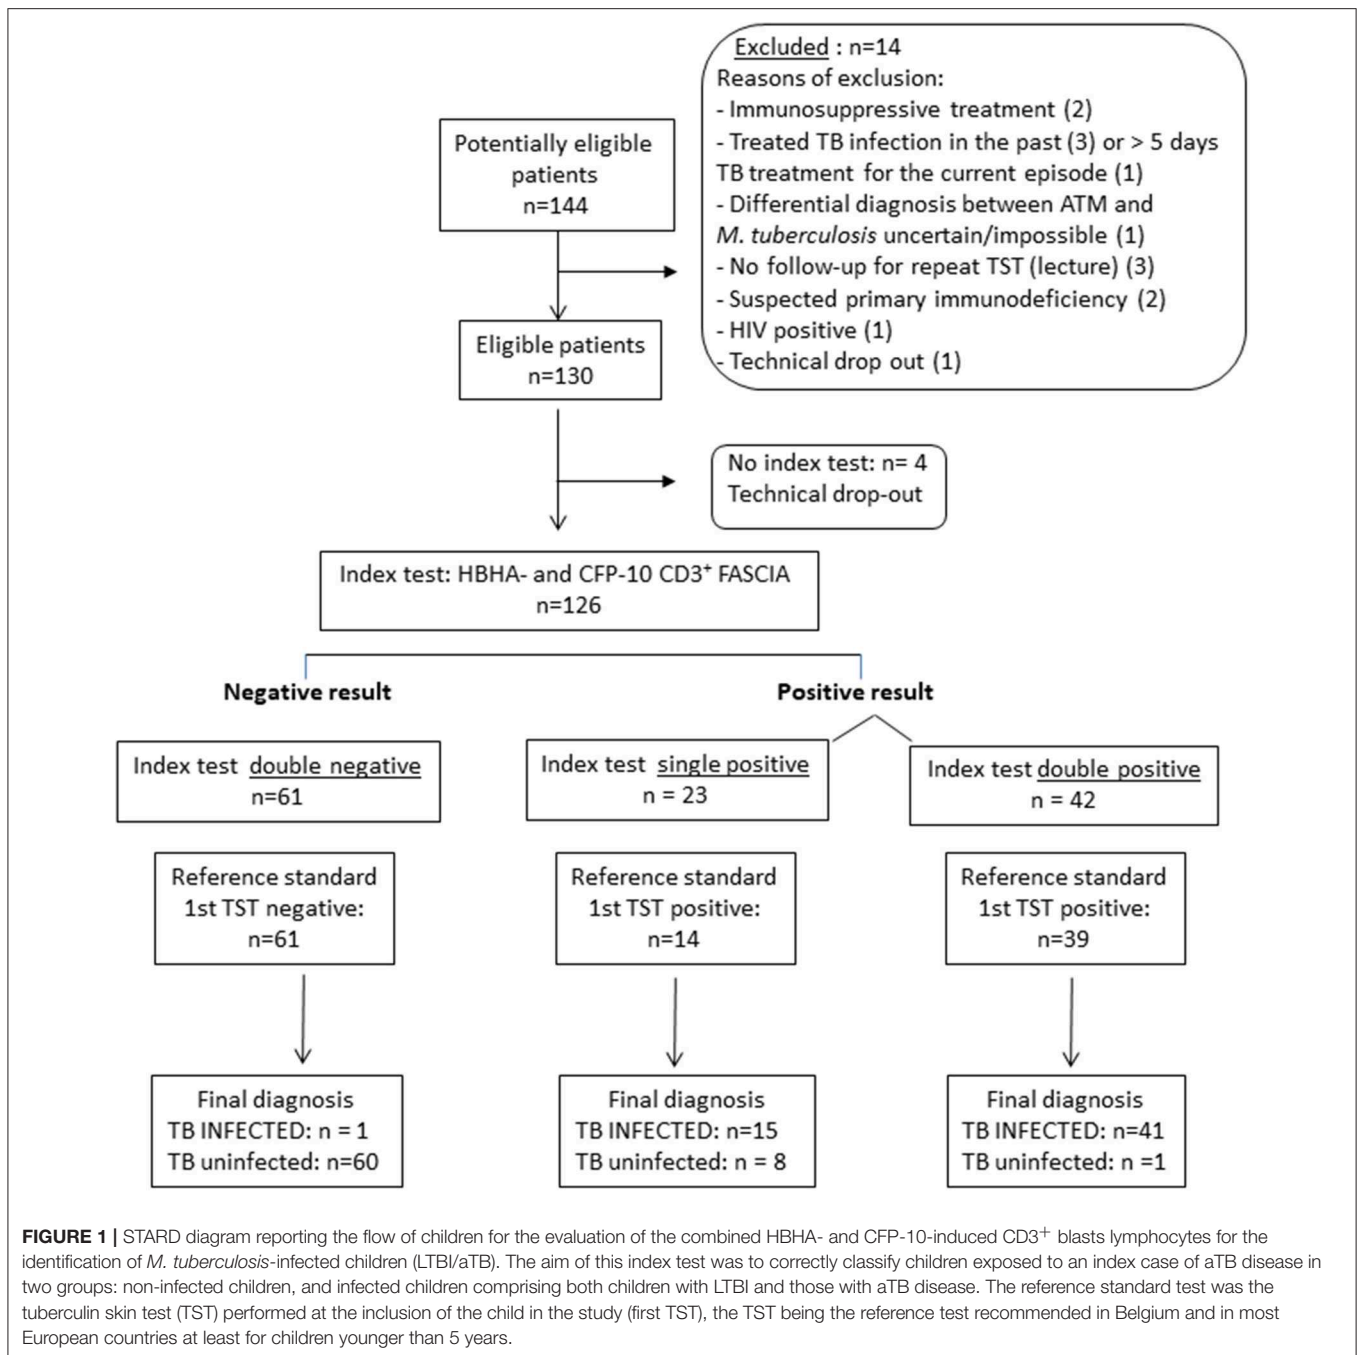 Potentially eligible
patients
n=144
Excluded : n=14
Reasons of exclusion:
- Immunosuppressive treatment (2)
- Treated TB infection in the past (3) or > 5 days
TB treatment for the current episode (1)
- Differential diagnosis between ATM and
M. tuberculosis uncertain/impossible (1)
- No follow-up for repeat TST (lecture) (3)
- Suspected primary immunodeficiency (2)
- HIV positive (1)
- Technical drop out (1)
Eligible patients
n=130
No index test: n= 4
Technical drop-out
Index test: HBHA- and CFP-10 CD3⁺ FASCIA
n=126
Negative result
Positive result
Index test double negative
n=61
Index test single positive
n = 23
Index test double positive
n = 42
Reference standard
1st TST negative:
n=61
Reference standard
1st TST positive:
n=14
Reference standard
1st TST positive:
n=39
Final diagnosis
TB INFECTED: n = 1
TB uninfected: n=60
Final diagnosis
TB INFECTED: n=15
TB uninfected: n = 8
Final diagnosis
TB INFECTED: n=41
TB uninfected: n =1
FIGURE 1 | STARD diagram reporting the flow of children for the evaluation of the combined HBHA- and CFP-10-induced CD3⁺ blasts lymphocytes for the
identification of M. tuberculosis-infected children (LTBI/aTB). The aim of this index test was to correctly classify children exposed to an index case of aTB disease in
two groups: non-infected children, and infected children comprising both children with LTBI and those with aTB disease. The reference standard test was the
tuberculin skin test (TST) performed at the inclusion of the child in the study (first TST), the TST being the reference test recommended in Belgium and in most
European countries at least for children younger than 5 years.